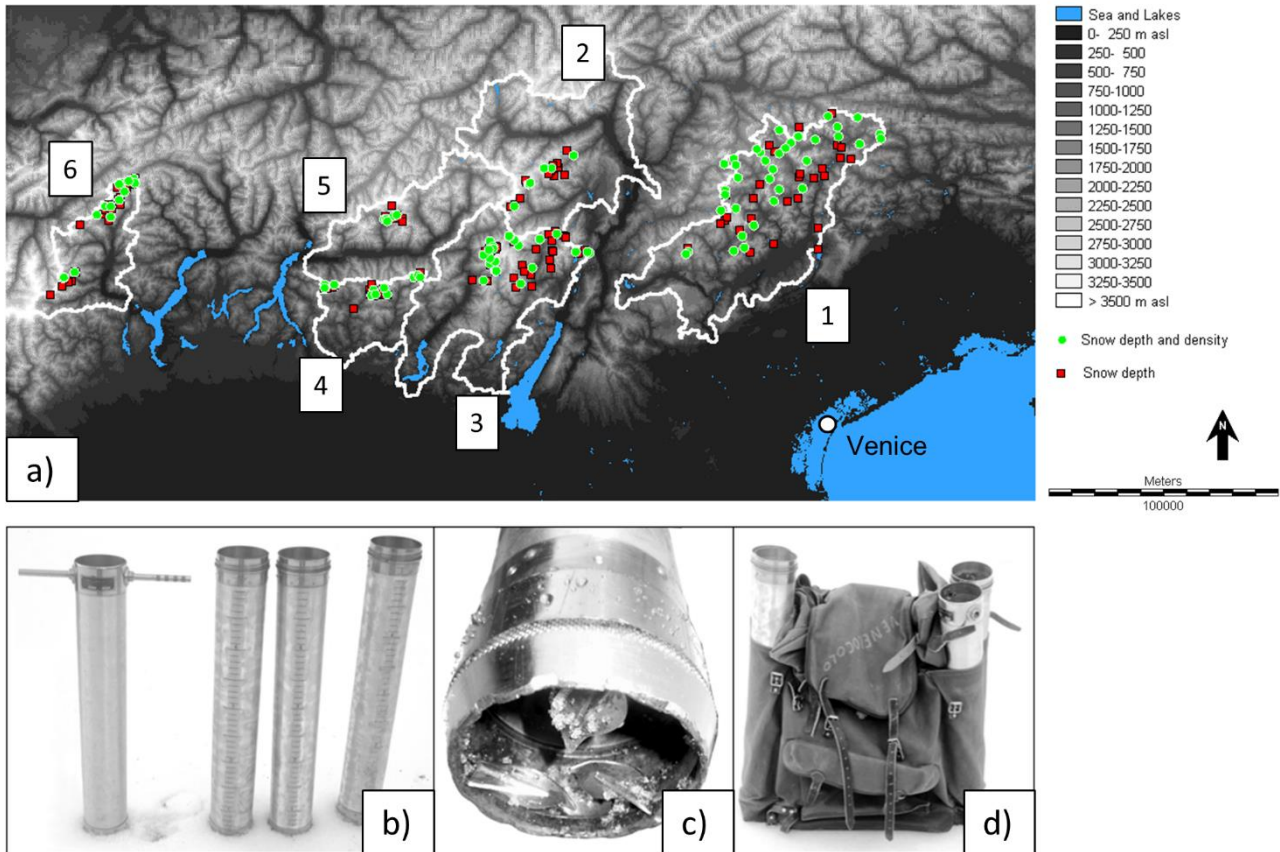 2
6
5
1
4
3
Venice
a)
Sea and Lakes
0- 250 m asl
250- 500
500- 750
750-1000
1000-1250
1250-1500
1500-1750
1750-2000
2000-2250
2250-2500
2500-2750
2750-3000
3000-3250
3250-3500
> 3500 m asl
Snow depth and density
Snow depth
N
Meters
100000
b)
c)
VENEROCOLO
d)